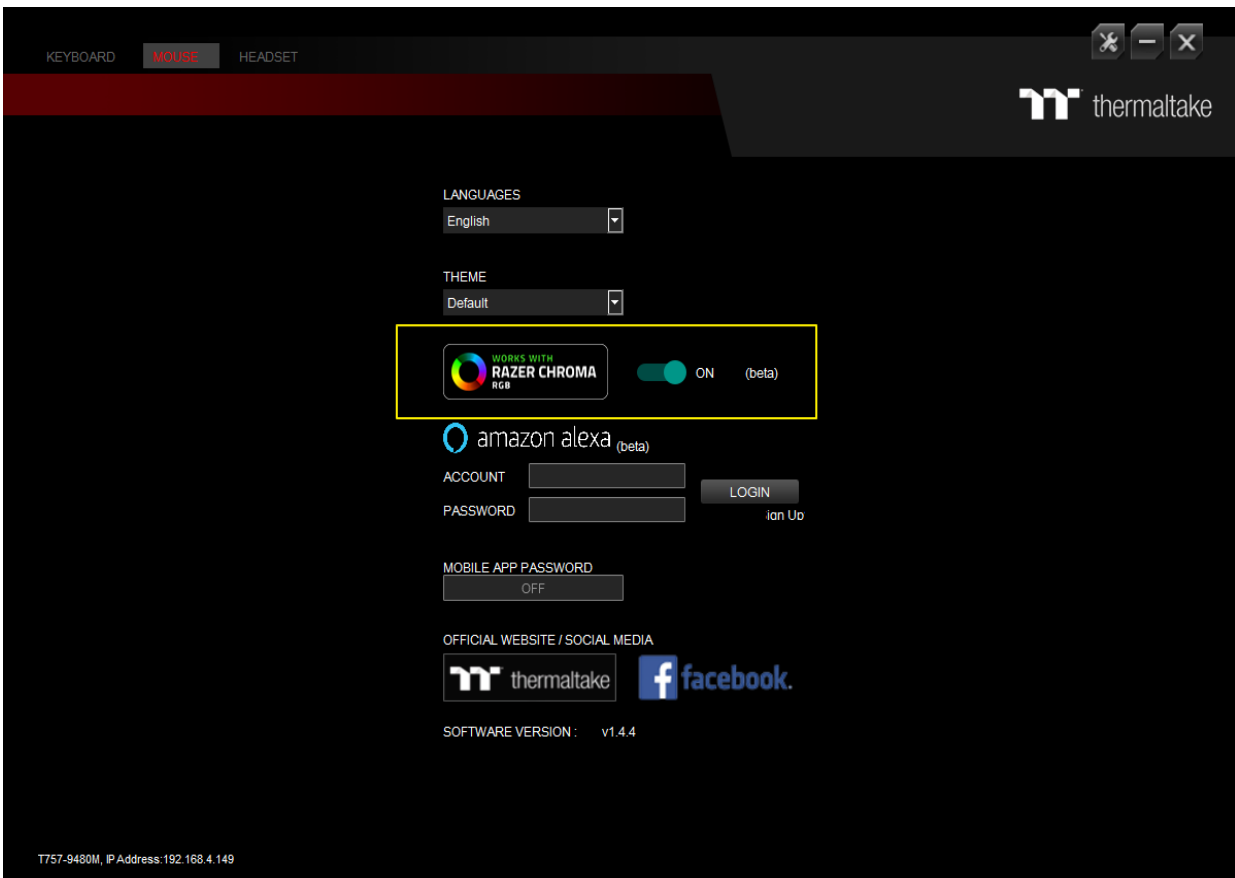 KEYBOARD MOUSE HEADSET
thermaltake
LANGUAGES
English
THEME
Default
WORKS WITH
RAZER CHROMA
RGB
ON (beta)
amazon alexa (beta)
ACCOUNT
LOGIN
PASSWORD
ign Up
MOBILE APP PASSWORD
OFF
OFFICIAL WEBSITE / SOCIAL MEDIA
thermaltake
facebook.
SOFTWARE VERSION : v1.4.4
T757-9480M, IP Address:192.168.4.149